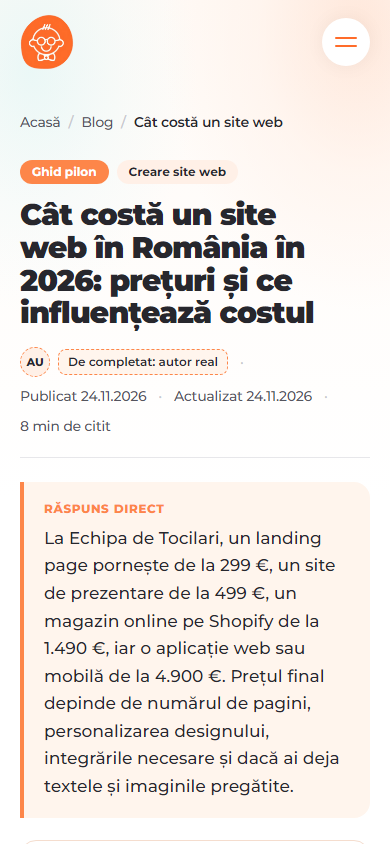 Acasă / Blog / Cât costă un site web
Ghid pilon Creare site web
Cât costă un site
web în România în
2026: prețuri și ce
influențează costul
AU De completat: autor real ·
Publicat 24.11.2026 · Actualizat 24.11.2026 ·
8 min de citit
RĂSPUNS DIRECT
La Echipa de Tocilari, un landing
page pornește de la 299 €, un site
de prezentare de la 499 €, un
magazin online pe Shopify de la
1.490 €, iar o aplicație web sau
mobilă de la 4.900 €. Prețul final
depinde de numărul de pagini,
personalizarea designului,
integrările necesare și dacă ai deja
textele și imaginile pregătite.